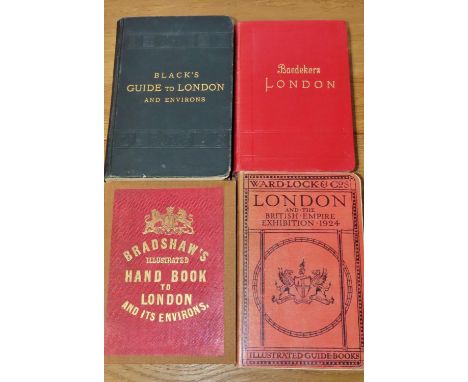 BLACK'S
GUIDE TO LONDON
AND ENVIRONS
Baedekers
LONDON
BRADSHAW'S
ILLUSTRATED
HAND BOOK
TO
LONDON
AND ITS ENVIRONS.
WARD·LOCK & Co's
LONDON
AND THE
BRITISH·EMPIRE
EXHIBITION·1924
ILLUSTRATED·GUIDE·BOOKS